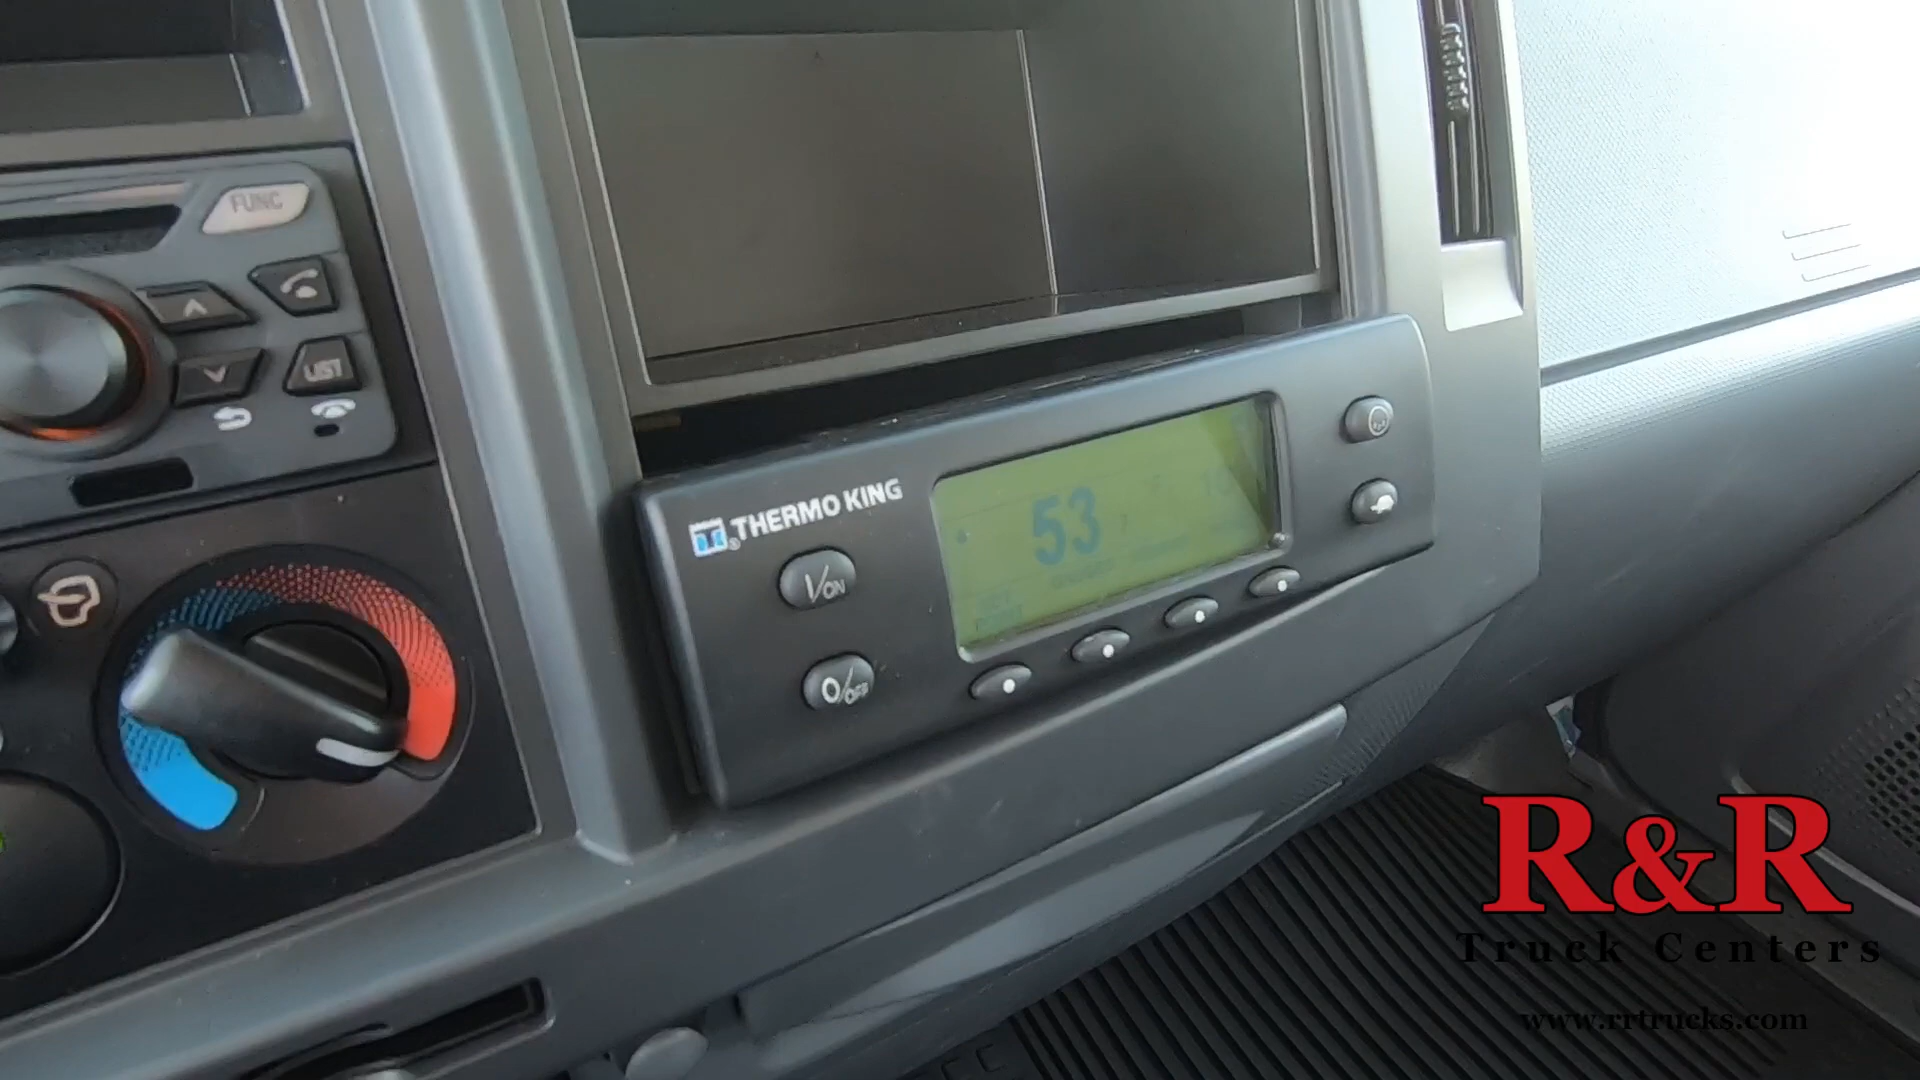 FUNC
LIST
THERMO KING
I/ON
O/OFF
53
R&R
Truck Centers
www.rrtrucks.com